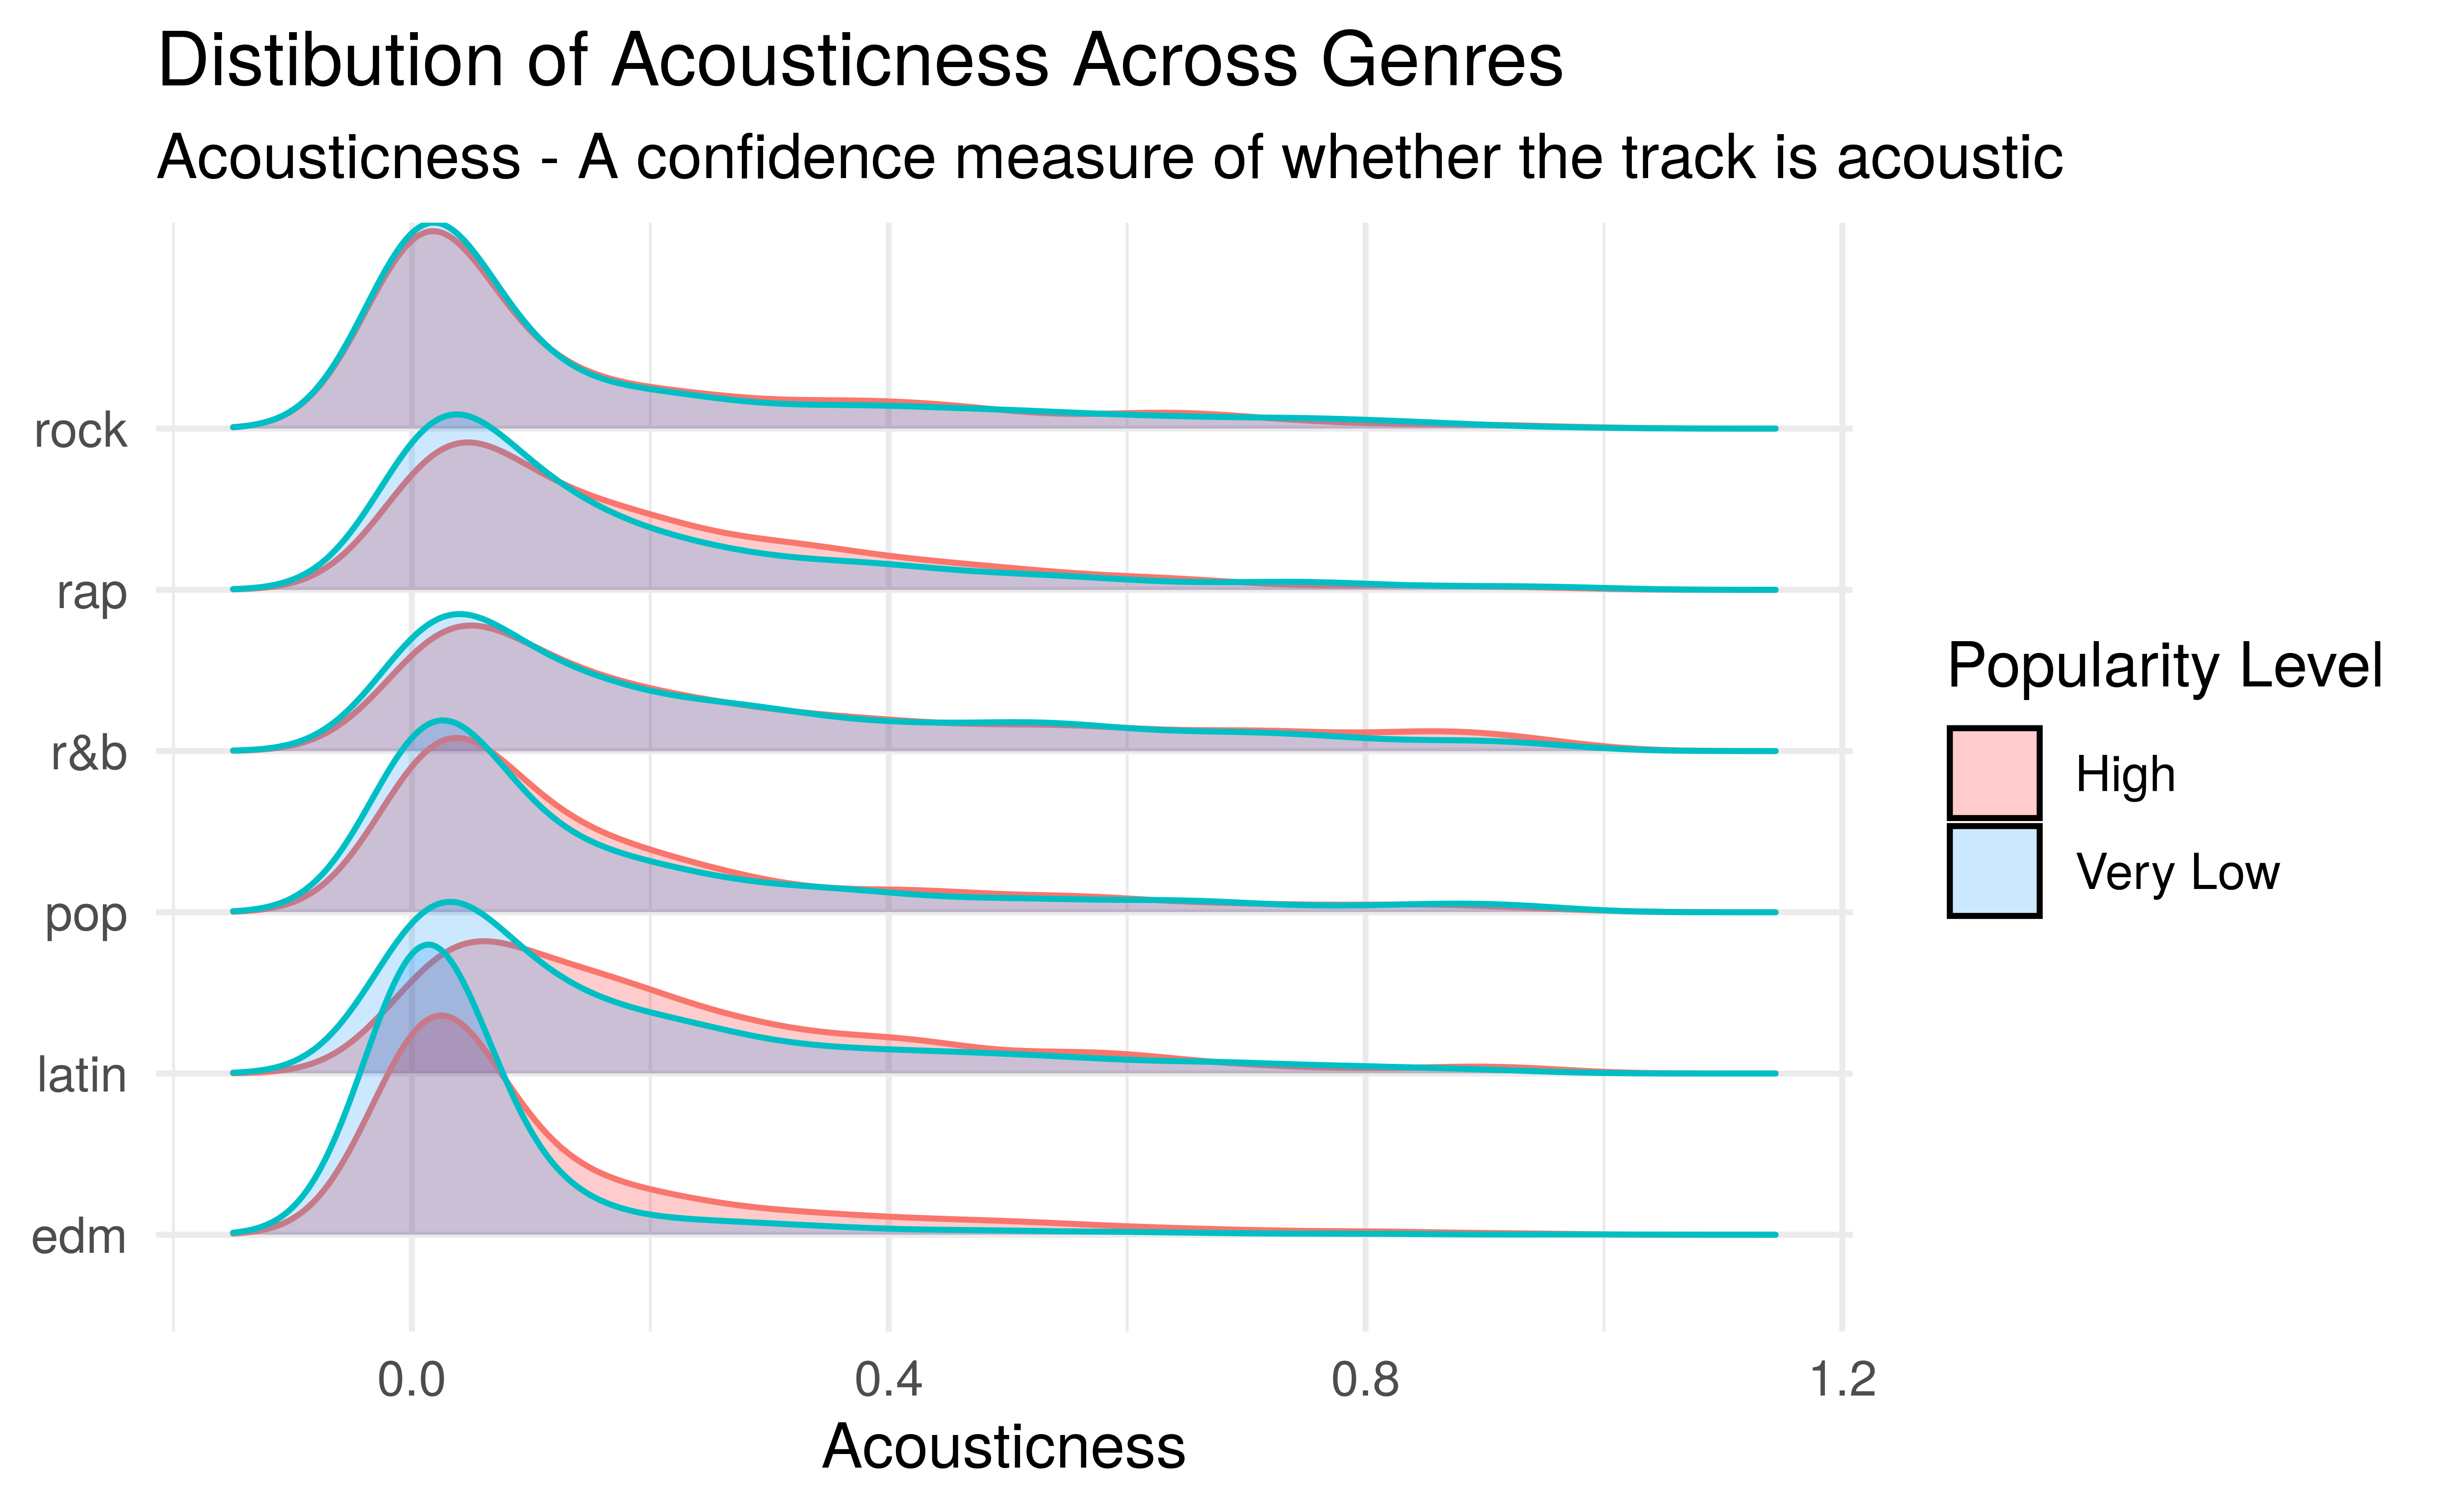 Distibution of Acousticness Across Genres
Acousticness - A confidence measure of whether the track is acoustic
rock
rap
r&b
pop
latin
edm
0.0 0.4 0.8 1.2
Acousticness
Popularity Level
High
Very Low